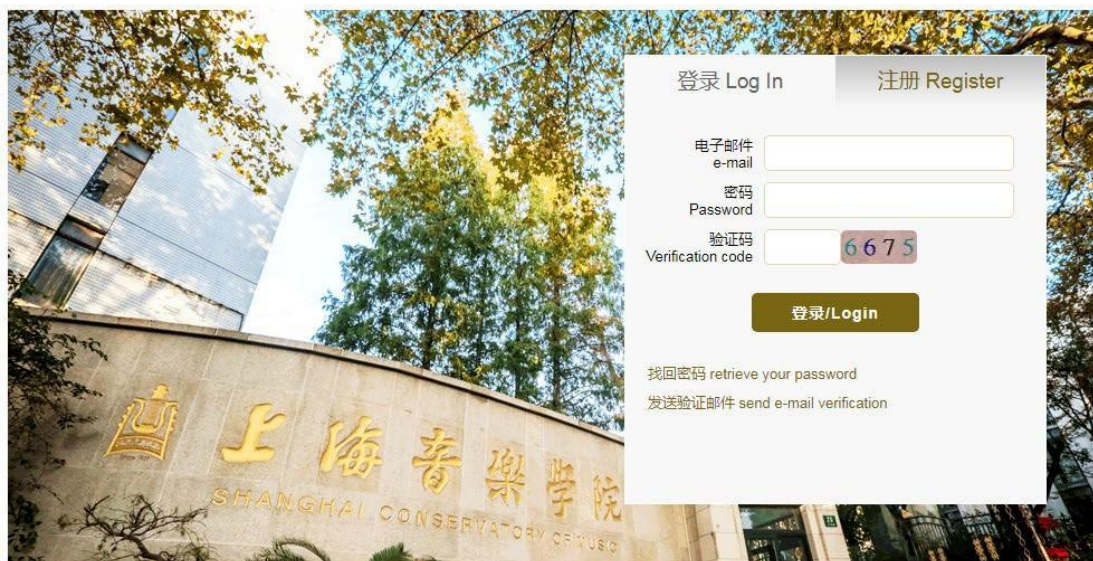 登录 Log In
注册 Register
电子邮件
e-mail
密码
Password
验证码
Verification code
6675
登录/Login
找回密码 retrieve your password
发送验证邮件 send e-mail verification
上海音樂学院
SHANGHAI CONSERVATORY OF MUSIC